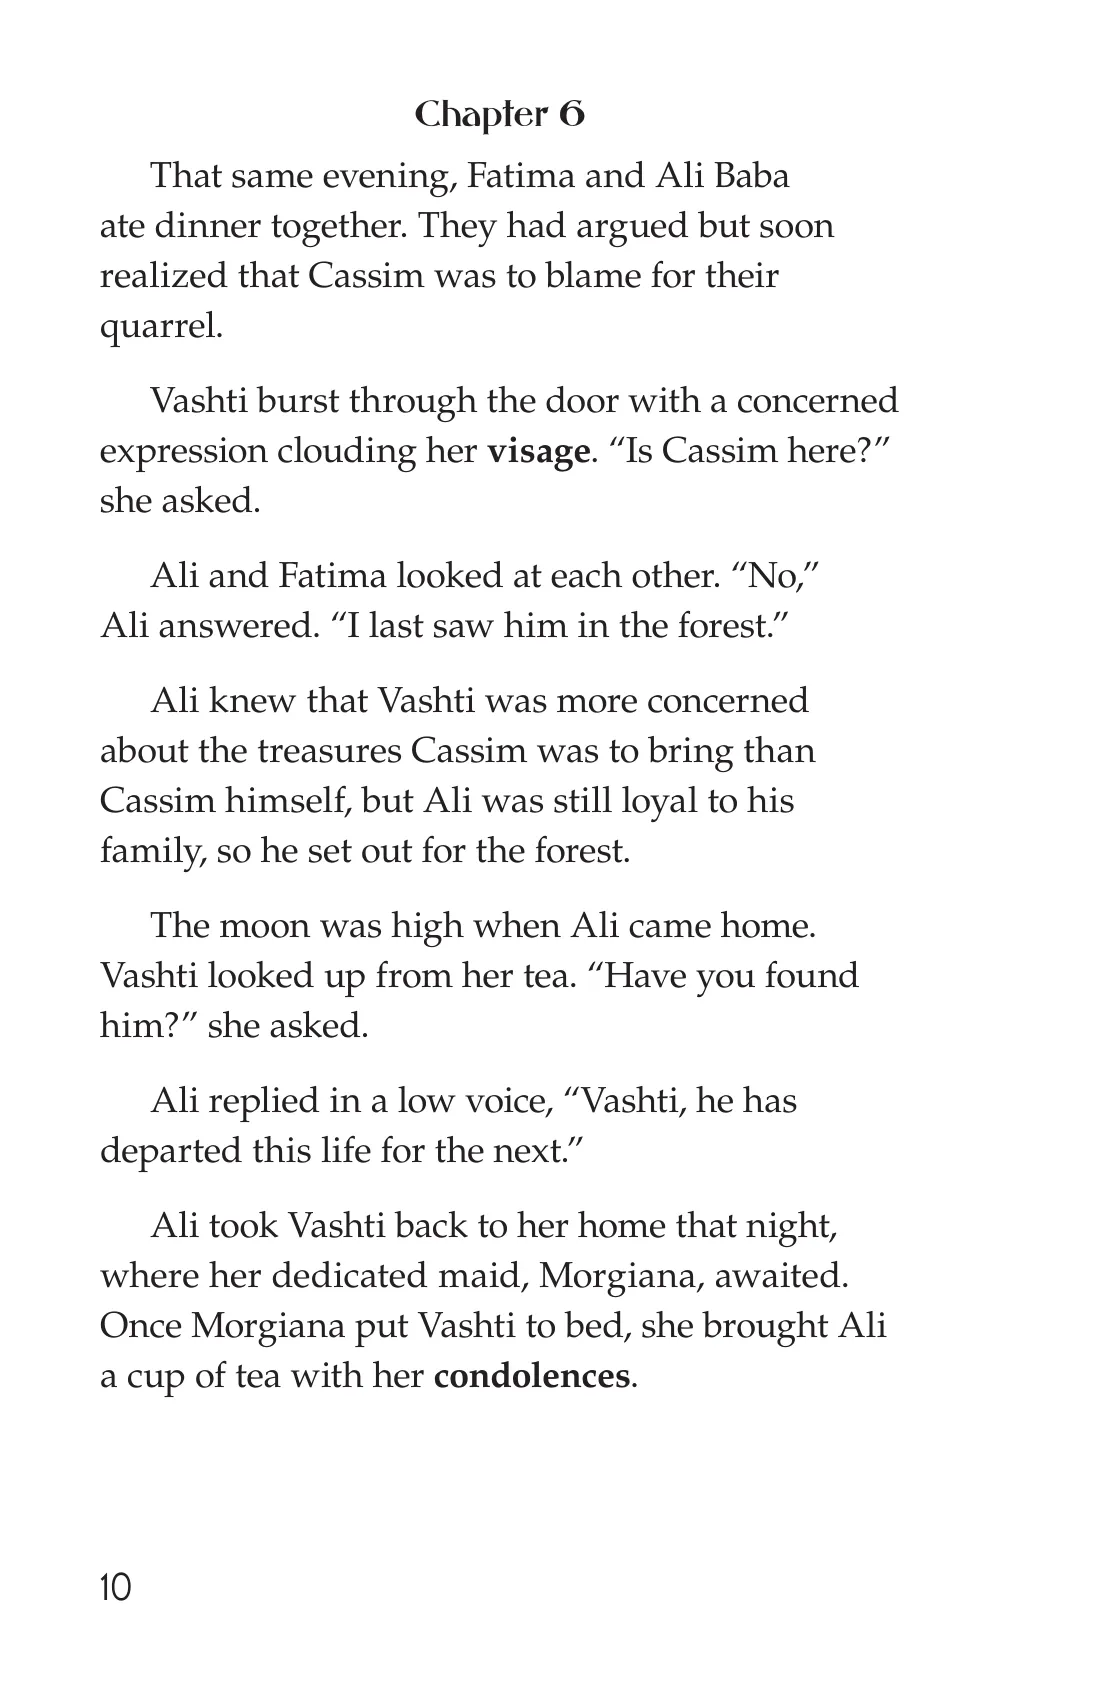 Chapter 6
That same evening, Fatima and Ali Baba
ate dinner together. They had argued but soon
realized that Cassim was to blame for their
quarrel.
Vashti burst through the door with a concerned
expression clouding her visage. “Is Cassim here?”
she asked.
Ali and Fatima looked at each other. “No,”
Ali answered. “I last saw him in the forest.”
Ali knew that Vashti was more concerned
about the treasures Cassim was to bring than
Cassim himself, but Ali was still loyal to his
family, so he set out for the forest.
The moon was high when Ali came home.
Vashti looked up from her tea. “Have you found
him?” she asked.
Ali replied in a low voice, “Vashti, he has
departed this life for the next.”
Ali took Vashti back to her home that night,
where her dedicated maid, Morgiana, awaited.
Once Morgiana put Vashti to bed, she brought Ali
a cup of tea with her condolences.
10